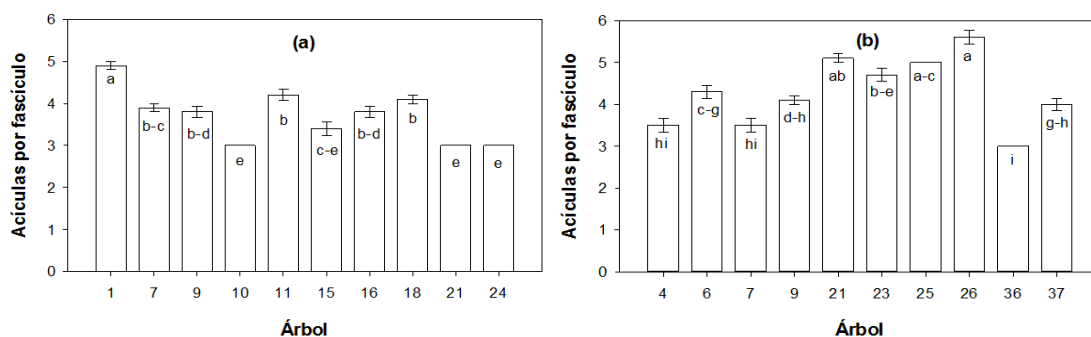 (a)
Acículas por fascículo
6
5
4
3
2
1
0
a
b-c
b-d
e
b
c-e
b-d
b
e
e
1 7 9 10 11 15 16 18 21 24
Árbol
(b)
Acículas por fascículo
6
5
4
3
2
1
0
hi
c-g
hi
d-h
ab
b-e
a-c
a
i
g-h
4 6 7 9 21 23 25 26 36 37
Árbol